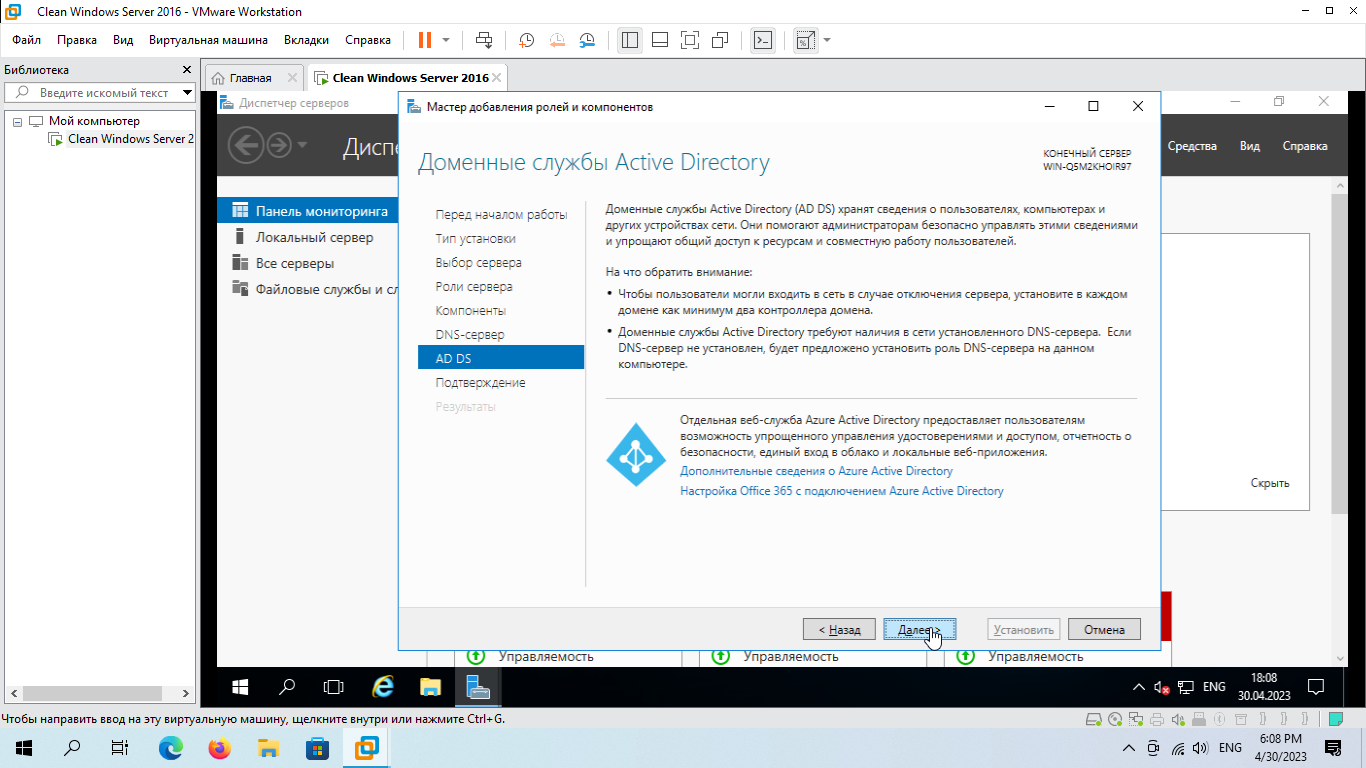 Clean Windows Server 2016 - VMware Workstation
Файл Правка Вид Виртуальная машина Вкладки Справка
Библиотека
Введите искомый текст
Мой компьютер
Clean Windows Server 2
Главная
Clean Windows Server 2016
Диспетчер серверов
Диспе
Средства Вид Справка
Панель мониторинга
Локальный сервер
Все серверы
Файловые службы и сл
Мастер добавления ролей и компонентов
Доменные службы Active Directory
КОНЕЧНЫЙ СЕРВЕР
WIN-Q5M2KHOIR97
Перед началом работы
Тип установки
Выбор сервера
Роли сервера
Компоненты
DNS-сервер
AD DS
Подтверждение
Результаты
Доменные службы Active Directory (AD DS) хранят сведения о пользователях, компьютерах и
других устройствах сети. Они помогают администраторам безопасно управлять этими сведениями
и упрощают общий доступ к ресурсам и совместную работу пользователей.
На что обратить внимание:
• Чтобы пользователи могли входить в сеть в случае отключения сервера, установите в каждом
домене как минимум два контроллера домена.
• Доменные службы Active Directory требуют наличия в сети установленного DNS-сервера. Если
DNS-сервер не установлен, будет предложено установить роль DNS-сервера на данном
компьютере.
Отдельная веб-служба Azure Active Directory предоставляет пользователям
возможность упрощенного управления удостоверениями и доступом, отчетность о
безопасности, единый вход в облако и локальные веб-приложения.
Дополнительные сведения о Azure Active Directory
Настройка Office 365 с подключением Azure Active Directory
Скрыть
< Назад Далее > Установить Отмена
Управляемость Управляемость Управляемость
ENG
18:08
30.04.2023
Чтобы направить ввод на эту виртуальную машину, щелкните внутри или нажмите Ctrl+G.
ENG
6:08 PM
4/30/2023